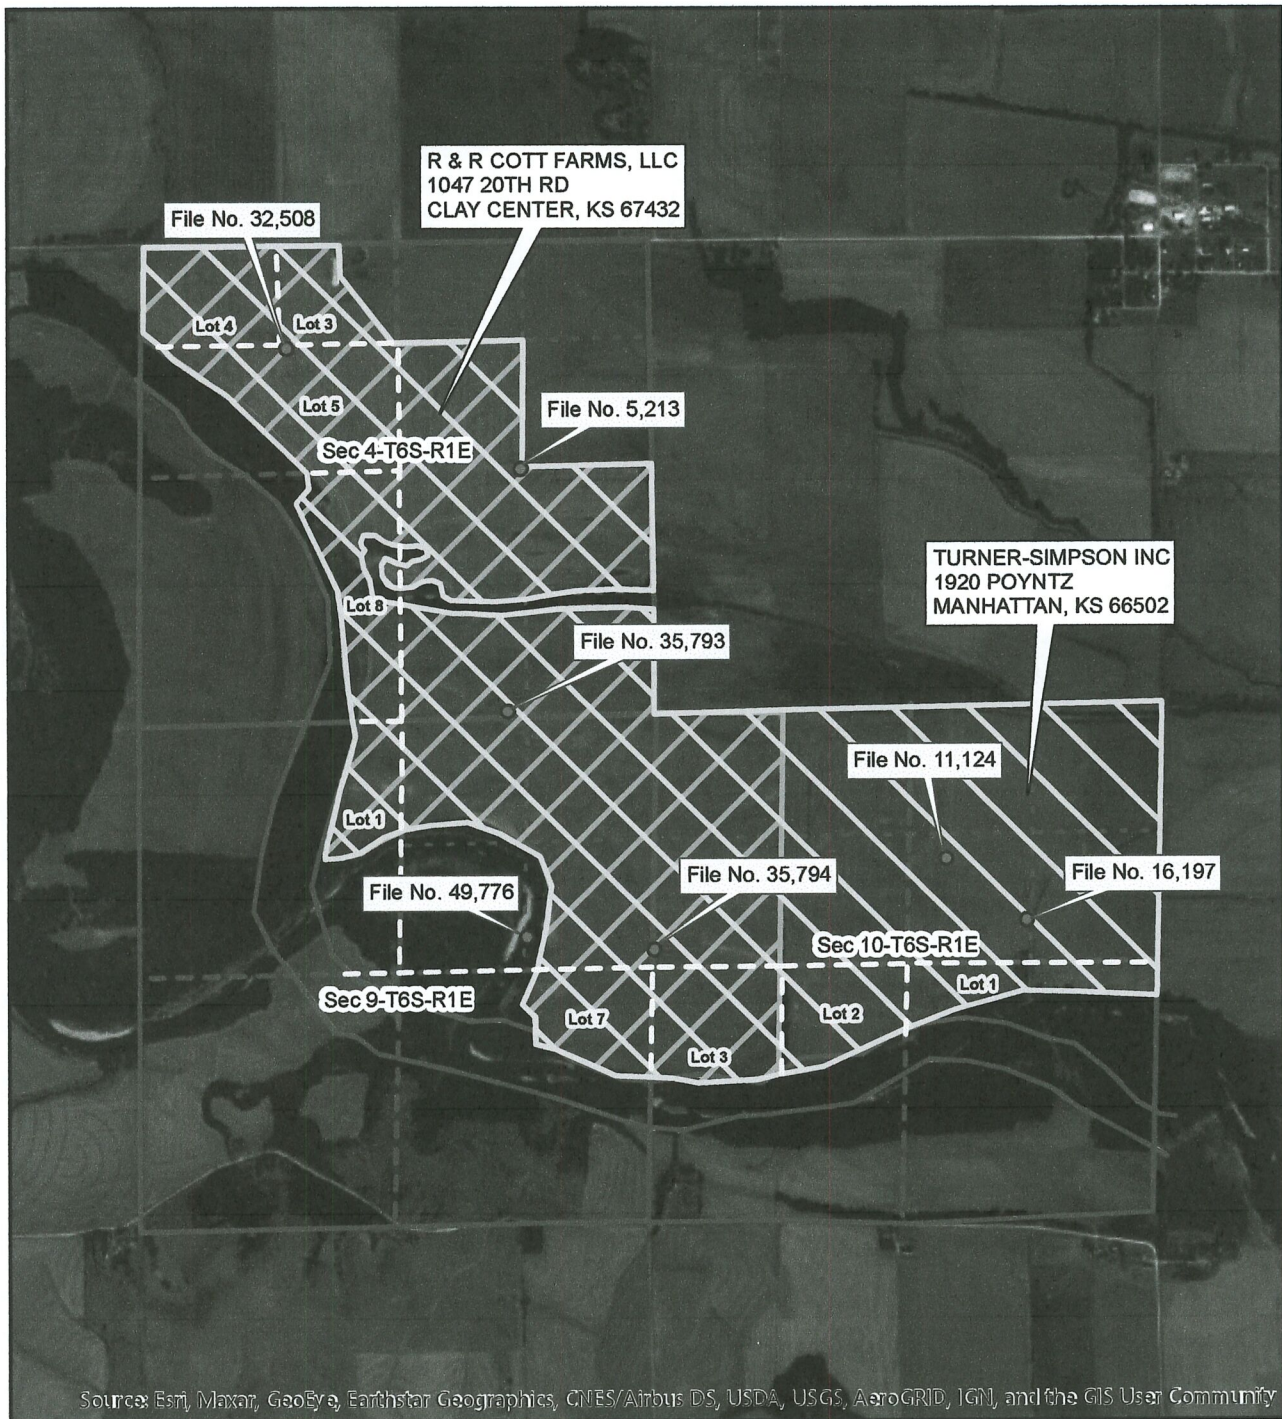 R & R COTT FARMS, LLC
1047 20TH RD
CLAY CENTER, KS 67432
File No. 32,508
Lot 4
Lot 3
Lot 5
File No. 5,213
Sec 4-T6S-R1E
TURNER-SIMPSON INC
1920 POYNTZ
MANHATTAN, KS 66502
Lot 8
File No. 35,793
File No. 11,124
Lot 1
File No. 49,776
File No. 35,794
File No. 16,197
Sec 10-T6S-R1E
Sec 9-T6S-R1E
Lot 1
Lot 7
Lot 2
Lot 3
Source: Esri, Maxar, GeoEye, Earthstar Geographics, CNES/Airbus DS, USDA, USGS, AeroGRID, IGN, and the GIS User Community